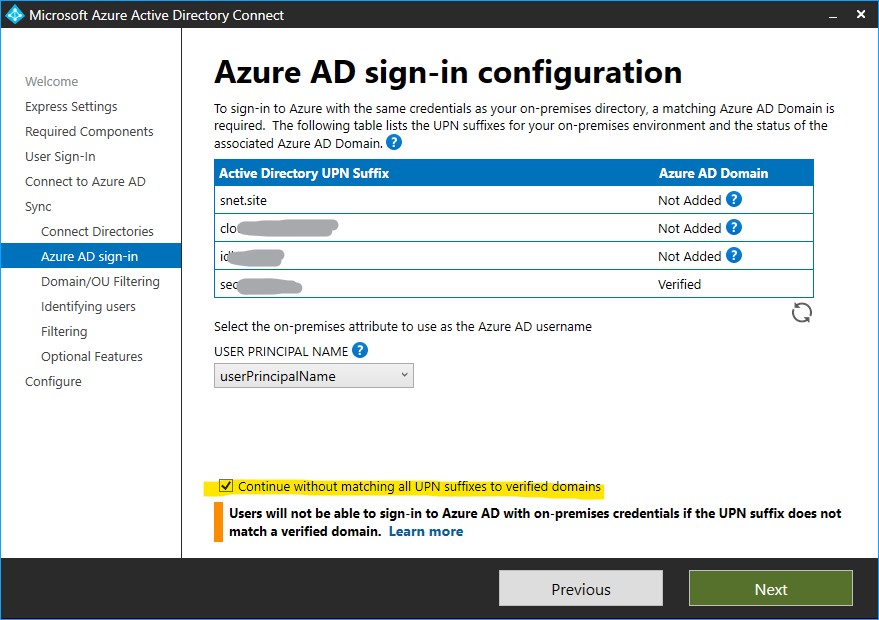 Microsoft Azure Active Directory Connect
Welcome
Express Settings
Required Components
User Sign-In
Connect to Azure AD
Sync
Connect Directories
Azure AD sign-in
Domain/OU Filtering
Identifying users
Filtering
Optional Features
Configure
Azure AD sign-in configuration
To sign-in to Azure with the same credentials as your on-premises directory, a matching Azure AD Domain is
required. The following table lists the UPN suffixes for your on-premises environment and the status of the
associated Azure AD Domain. ?
Active Directory UPN Suffix Azure AD Domain
snet.site Not Added ?
Not Added ?
Not Added ?
Verified
Select the on-premises attribute to use as the Azure AD username
USER PRINCIPAL NAME ?
userPrincipalName
Continue without matching all UPN suffixes to verified domains
Users will not be able to sign-in to Azure AD with on-premises credentials if the UPN suffix does not
match a verified domain. Learn more
Previous Next